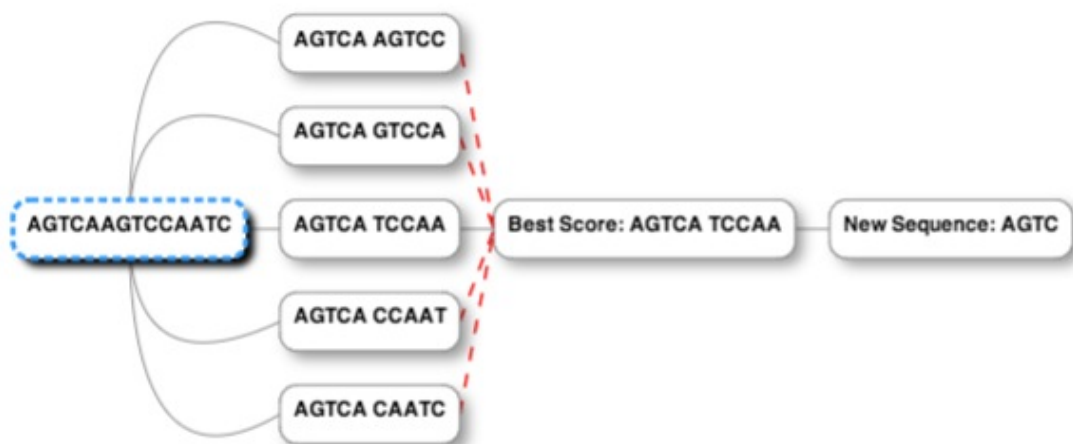 AGTCA AGTCC
AGTCA GTCCA
AGTCAAGTCCAATC
AGTCA TCCAA
Best Score: AGTCA TCCAA
New Sequence: AGTC
AGTCA CCAAT
AGTCA CAATC